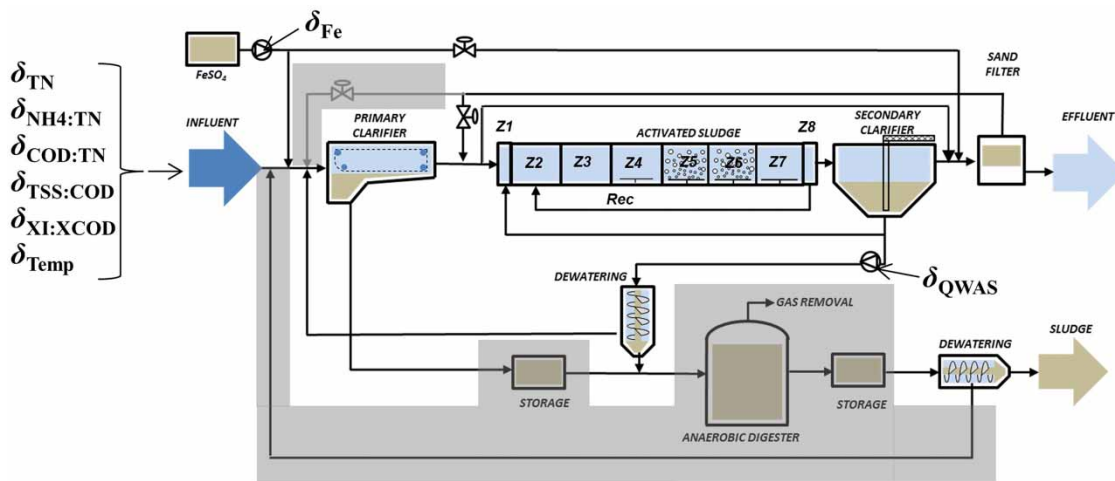 δFe
FeSO4
SAND
FILTER
δTN
δNH4:TN
δCOD:TN
δTSS:COD
δXI:XCOD
δTemp
INFLUENT
PRIMARY
CLARIFIER
Z1
ACTIVATED SLUDGE
Z8
SECONDARY
CLARIFIER
EFFLUENT
Z2
Z3
Z4
Z5
Z6
Z7
Rec
DEWATERING
δQWAS
GAS REMOVAL
DEWATERING
SLUDGE
STORAGE
STORAGE
ANAEROBIC DIGESTER